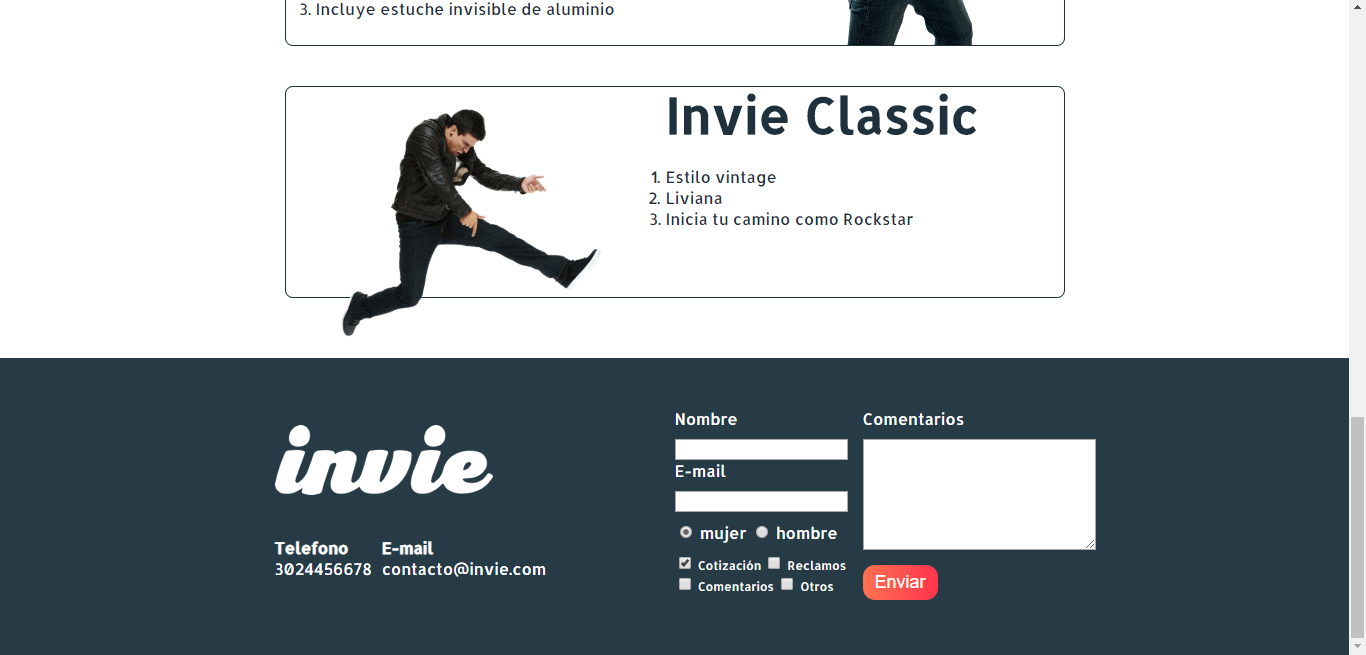 3. Incluye estuche invisible de aluminio
Invie Classic
1. Estilo vintage
2. Liviana
3. Inicia tu camino como Rockstar
invie
Telefono E-mail
3024456678 contacto@invie.com
Nombre
E-mail
mujer hombre
Cotización Reclamos
Comentarios Otros
Comentarios
Enviar